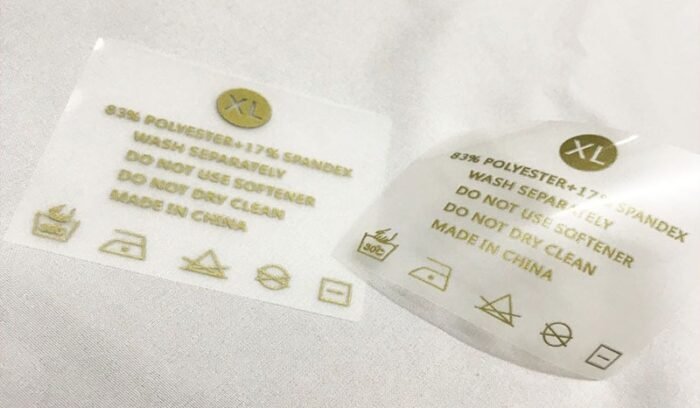 XL
83% POLYESTER+17% SPANDEX
WASH SEPARATELY
DO NOT USE SOFTENER
DO NOT DRY CLEAN
MADE IN CHINA
XL
83% POLYESTER+17% SPANDEX
WASH SEPARATELY
DO NOT USE SOFTENER
DO NOT DRY CLEAN
MADE IN CHINA
30°C